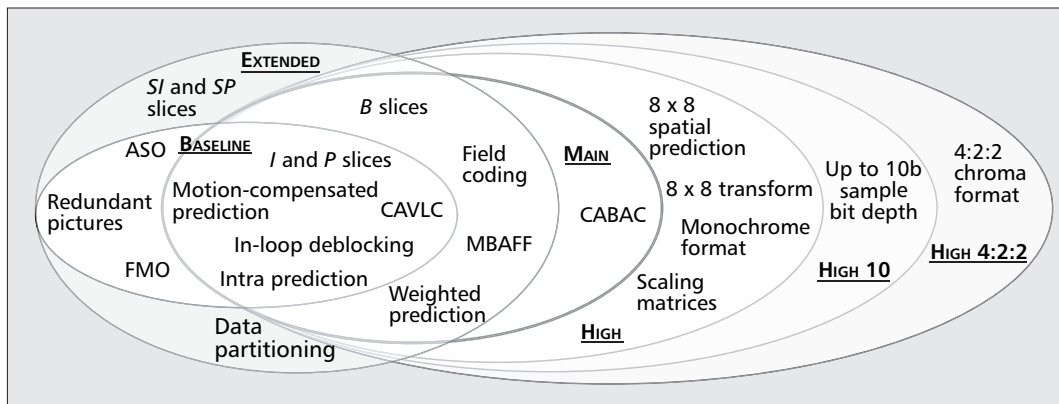 EXTENDED
SI and SP
slices
B slices
ASO
BASELINE
I and P slices
Redundant
pictures
Motion-compensated
prediction
CAVLC
In-loop deblocking
FMO
Intra prediction
Data
partitioning
Field
coding
MBAFF
Weighted
prediction
MAIN
CABAC
8 x 8
spatial
prediction
8 x 8 transform
Monochrome
format
Scaling
matrices
HIGH
Up to 10b
sample
bit depth
HIGH 10
4:2:2
chroma
format
HIGH 4:2:2